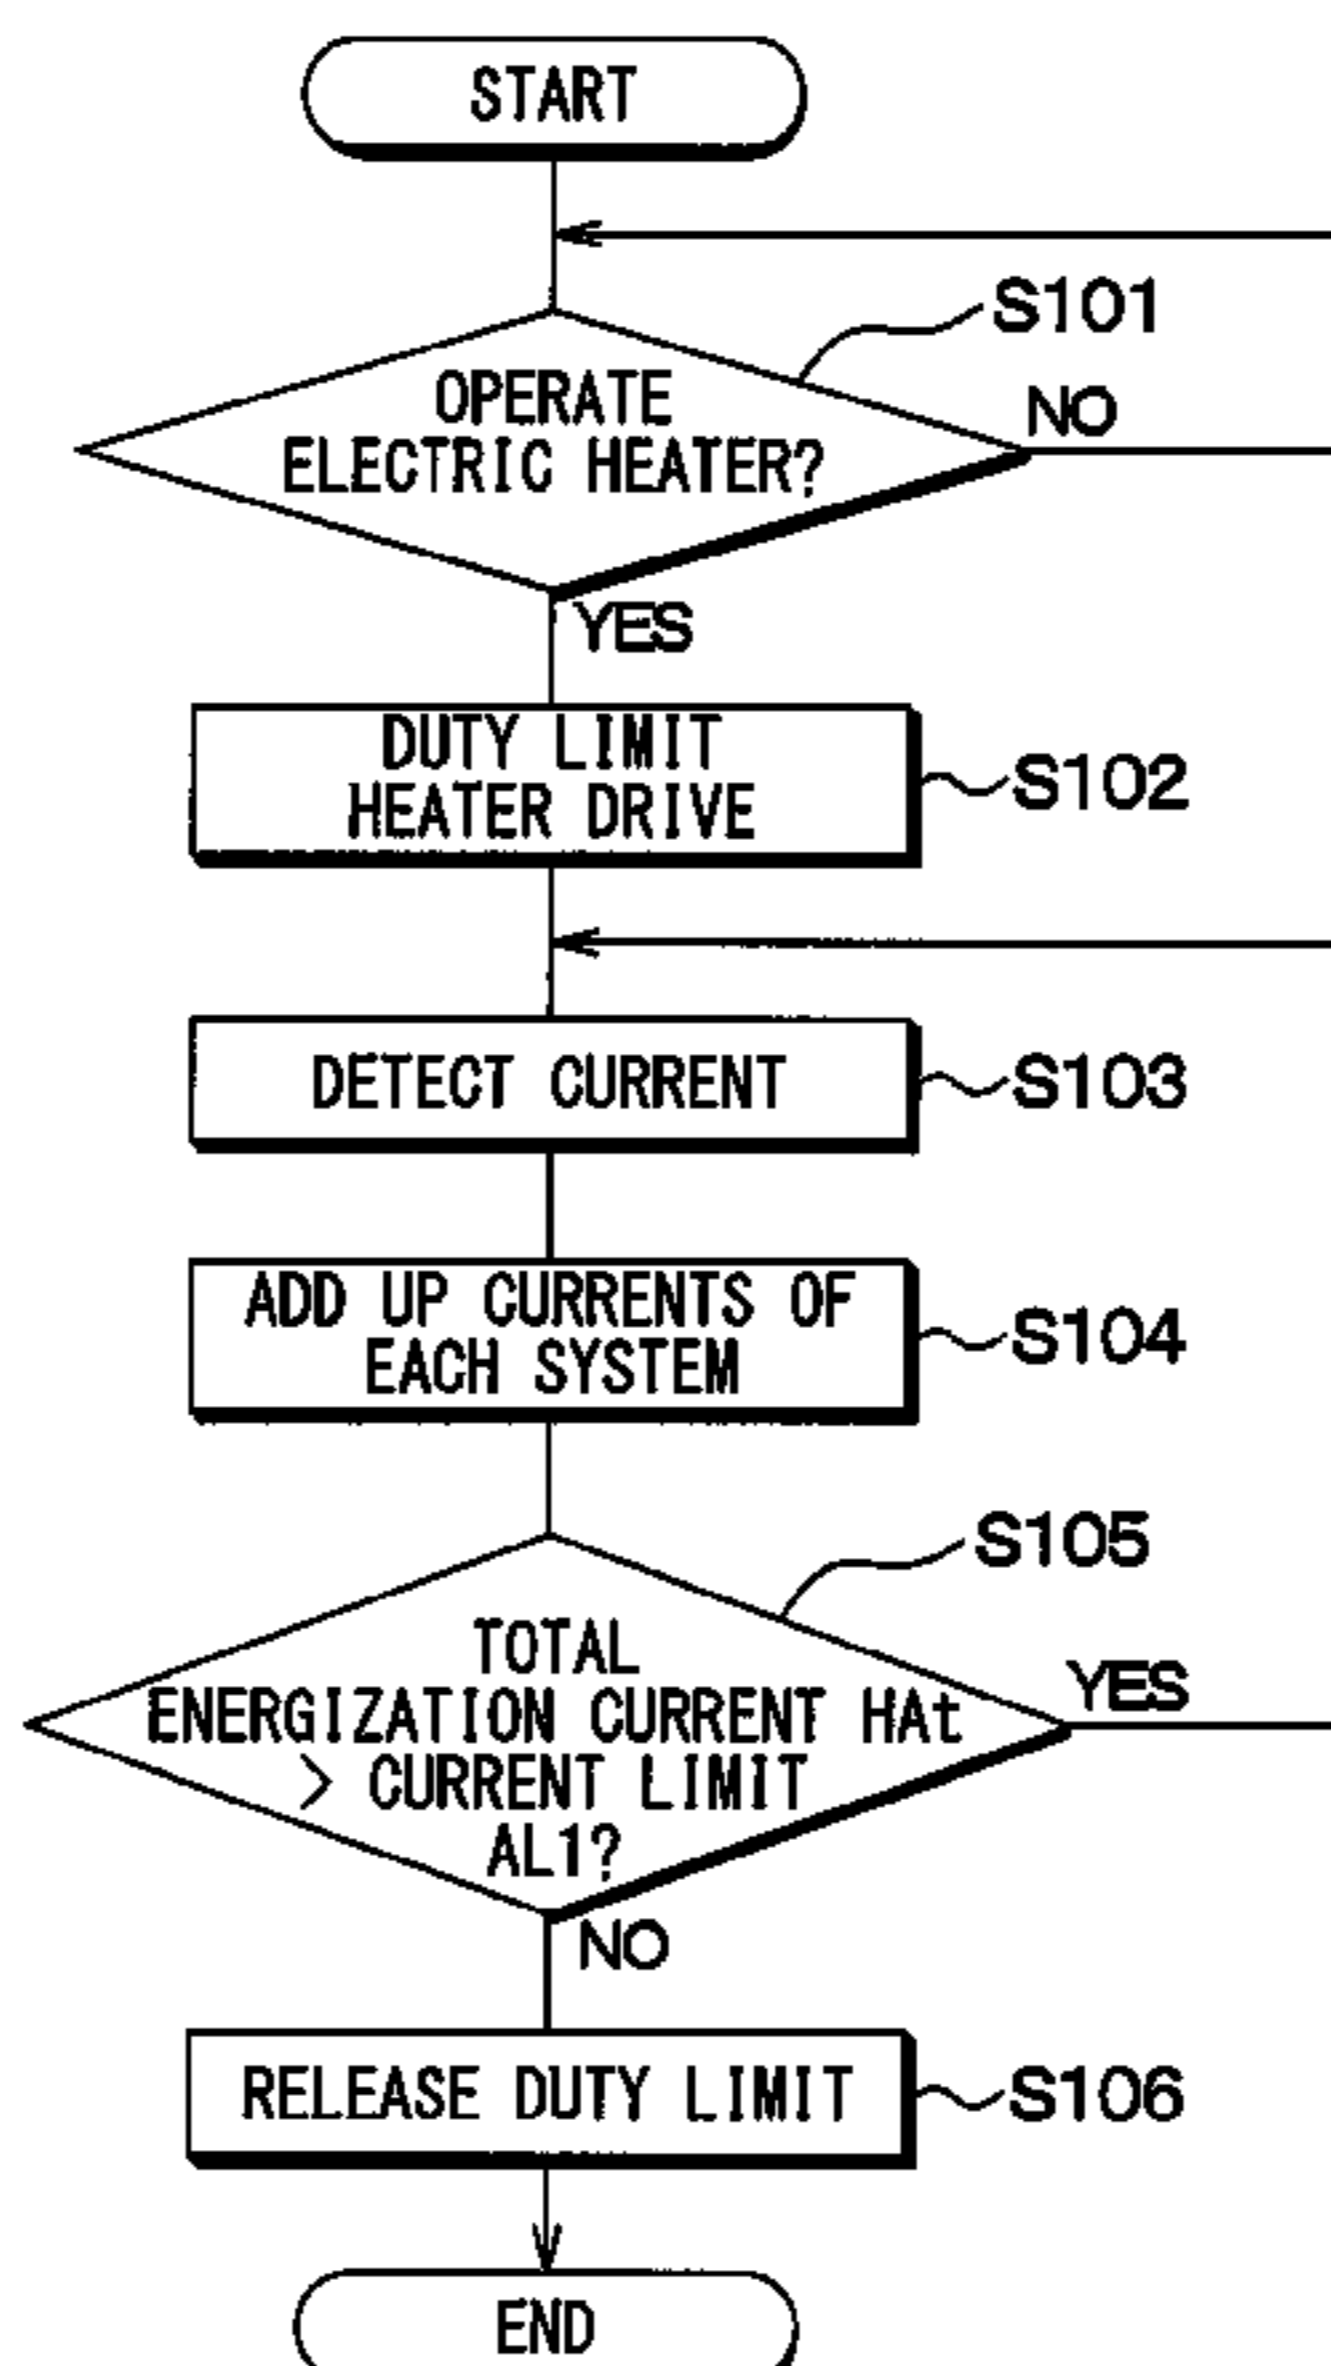 START
S101
OPERATE
ELECTRIC HEATER?
NO
YES
DUTY LIMIT
HEATER DRIVE
S102
DETECT CURRENT
S103
ADD UP CURRENTS OF
EACH SYSTEM
S104
S105
TOTAL
ENERGIZATION CURRENT HAt
> CURRENT LIMIT
AL1?
YES
NO
RELEASE DUTY LIMIT
S106
END